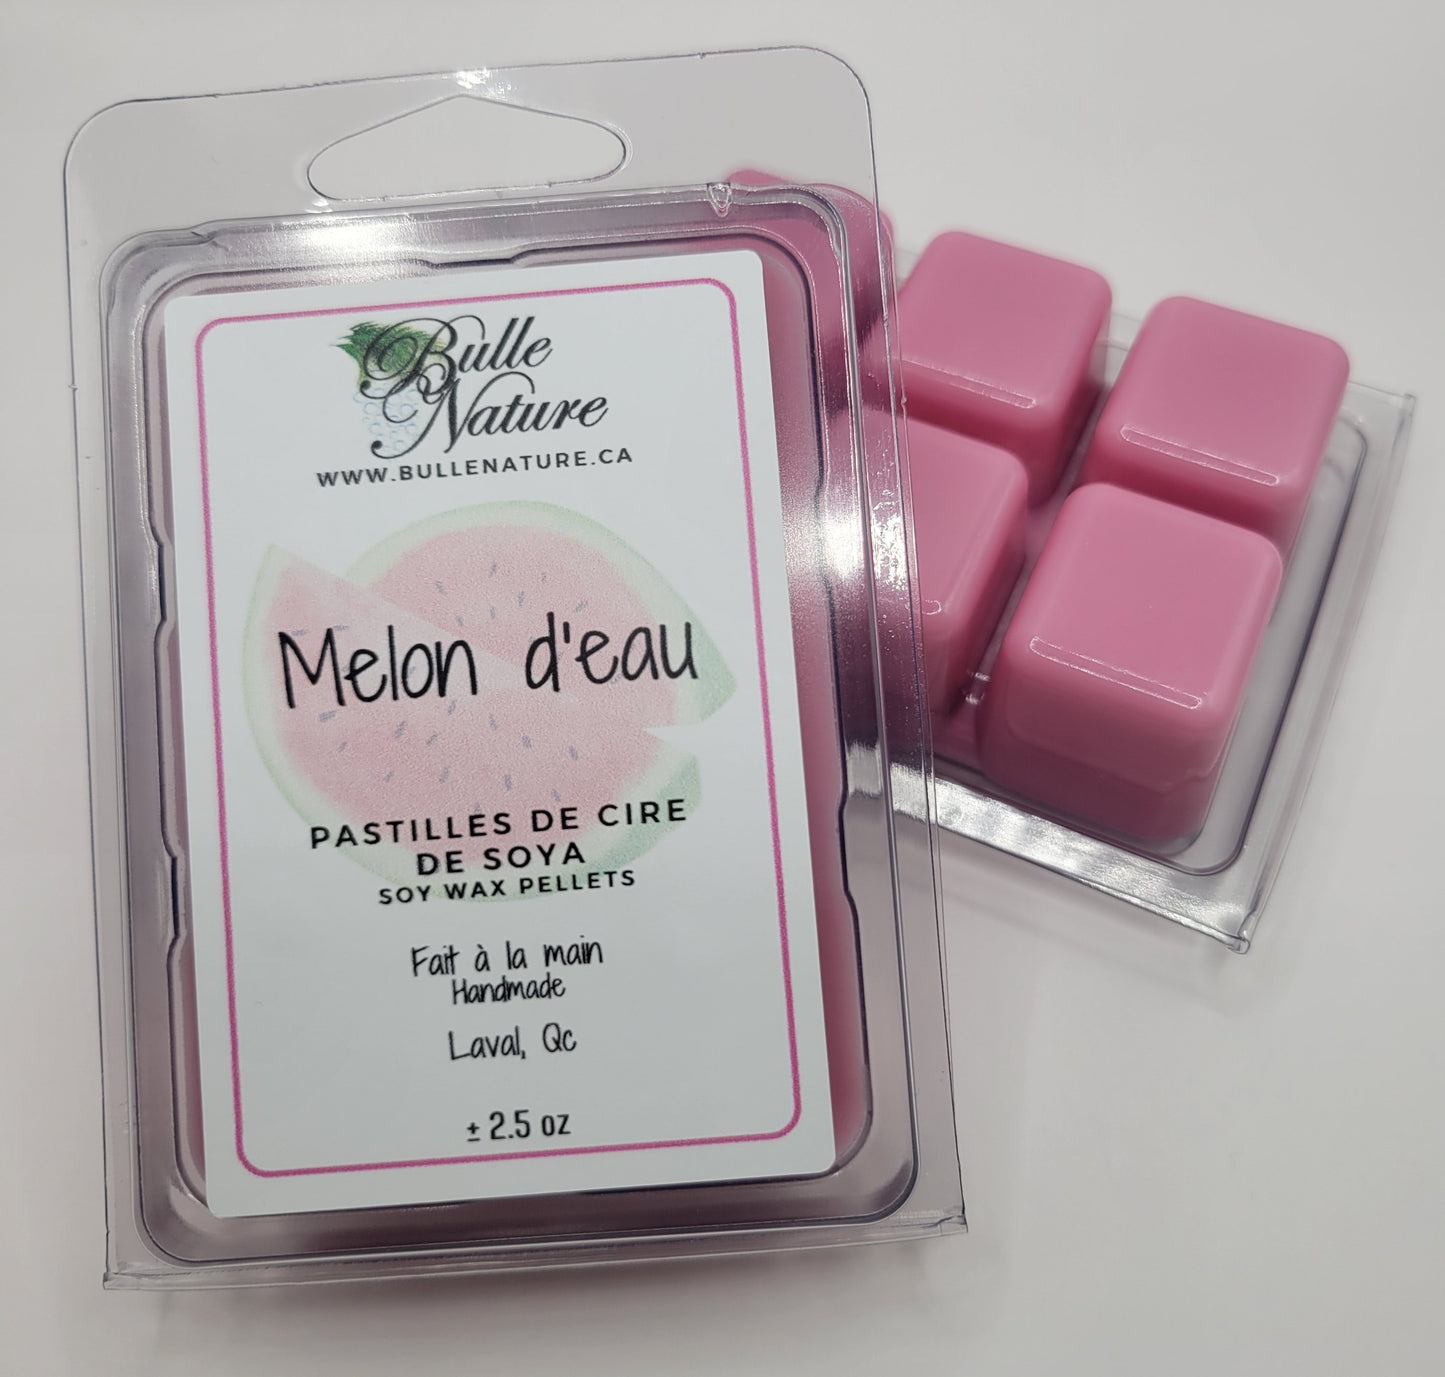 Bulle
Nature
WWW.BULLENATURE.CA
Melon d'eau
PASTILLES DE CIRE
DE SOYA
SOY WAX PELLETS
Fait à la main
Handmade
Laval, Qc
± 2.5 oz